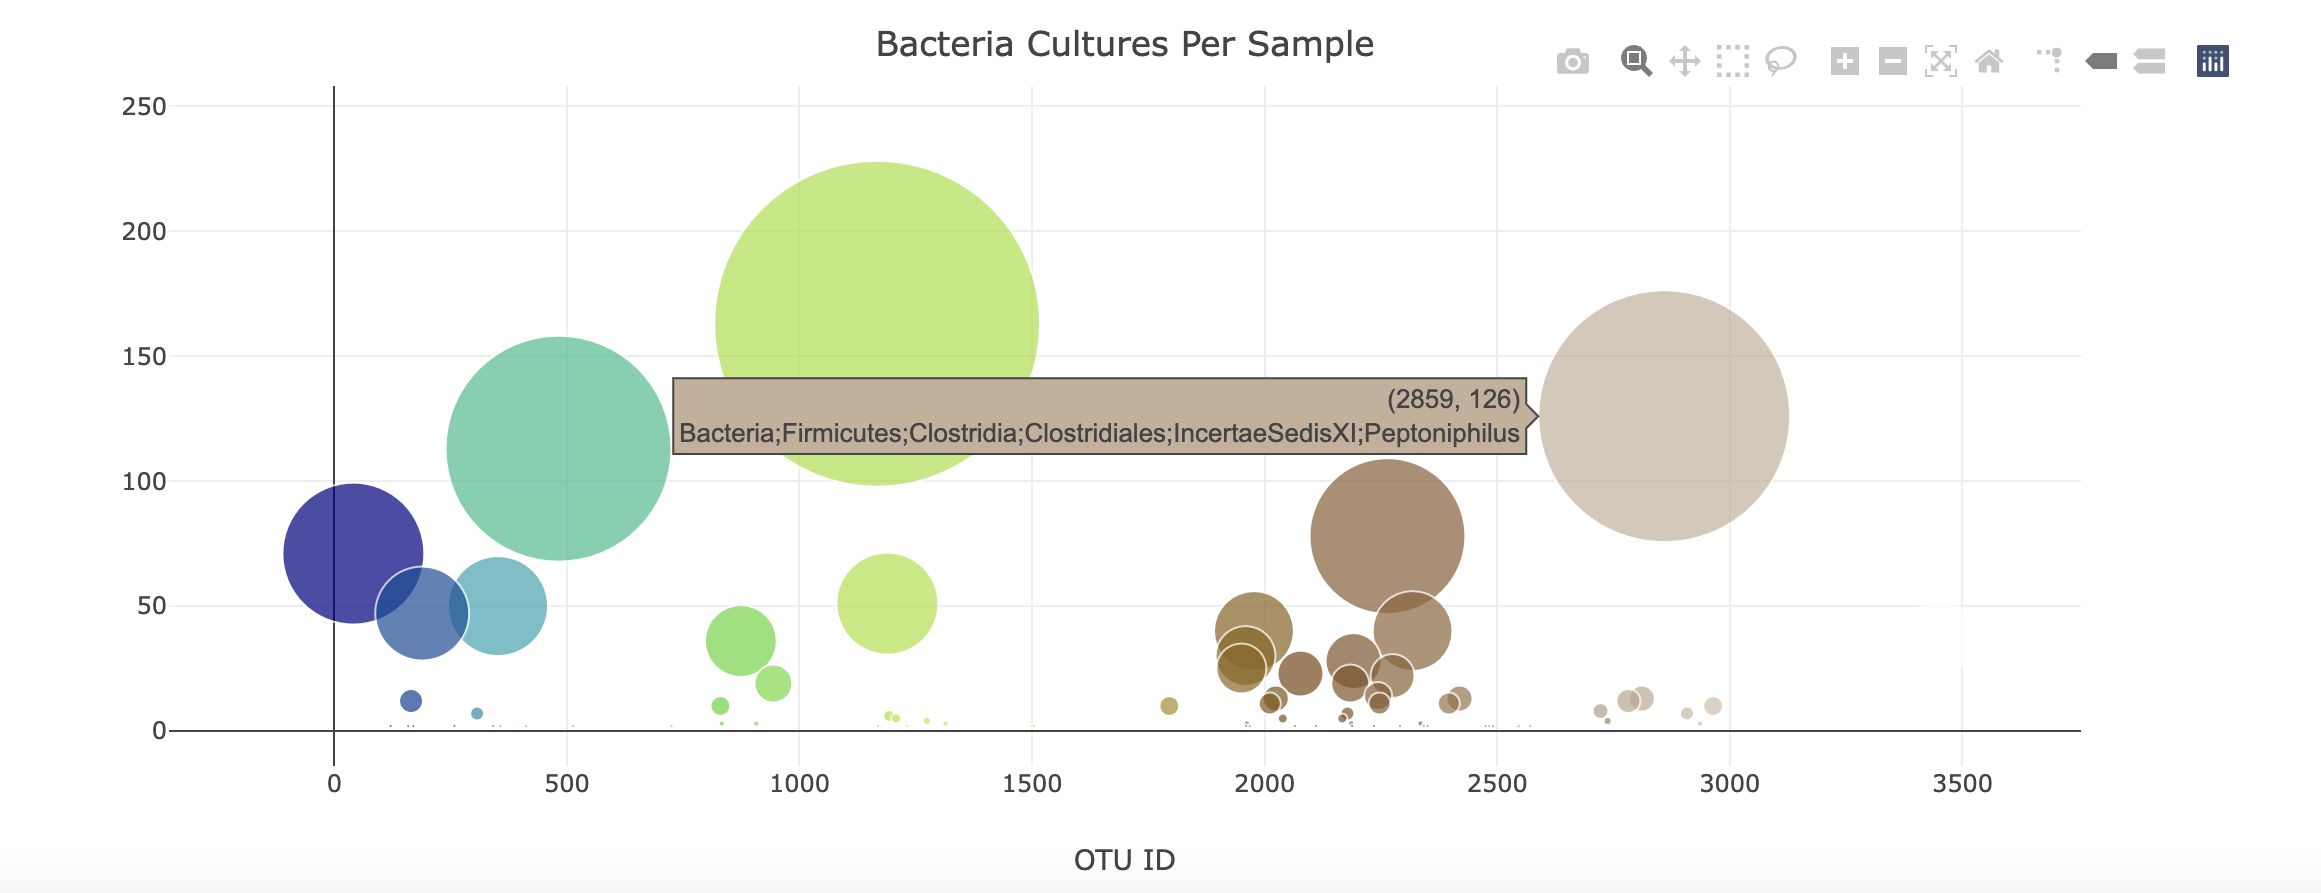 Bacteria Cultures Per Sample
250
200
150
100
50
0
(2859, 126)
Bacteria;Firmicutes;Clostridia;Clostridiales;IncertaeSedisXI;Peptoniphilus
0 500 1000 1500 2000 2500 3000 3500
OTU ID